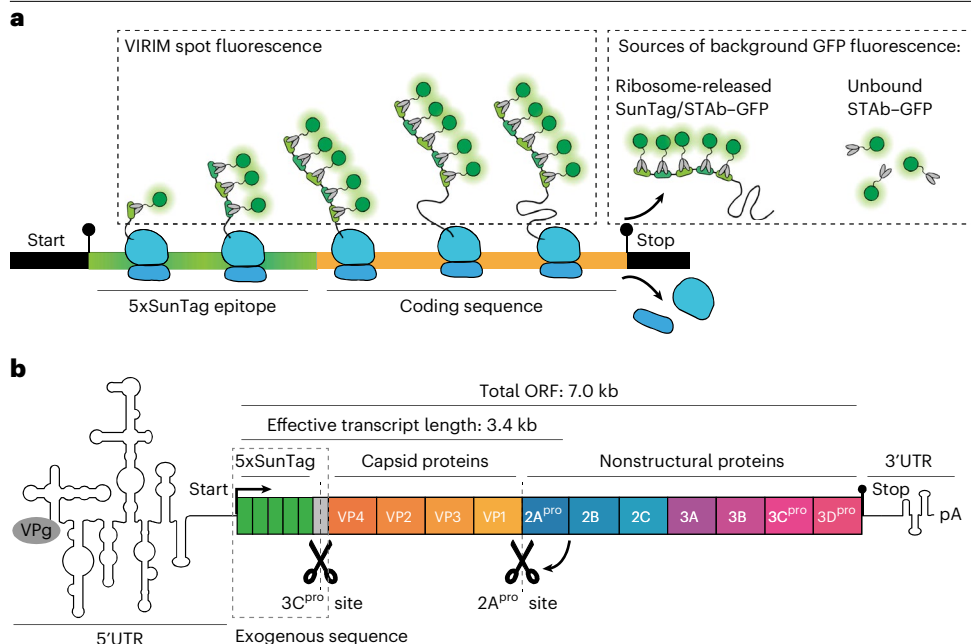 a
VIRIM spot fluorescence
Sources of background GFP fluorescence:
Ribosome-released
SunTag/STAb–GFP
Unbound
STAb–GFP
Start
Stop
5xSunTag epitope
Coding sequence
b
Total ORF: 7.0 kb
Effective transcript length: 3.4 kb
5xSunTag
Capsid proteins
Nonstructural proteins
3′UTR
Start
Stop
VPg
VP4 VP2 VP3 VP1 2Apro 2B 2C 3A 3B 3Cpro 3Dpro
pA
3Cpro site
2Apro site
5′UTR
Exogenous sequence